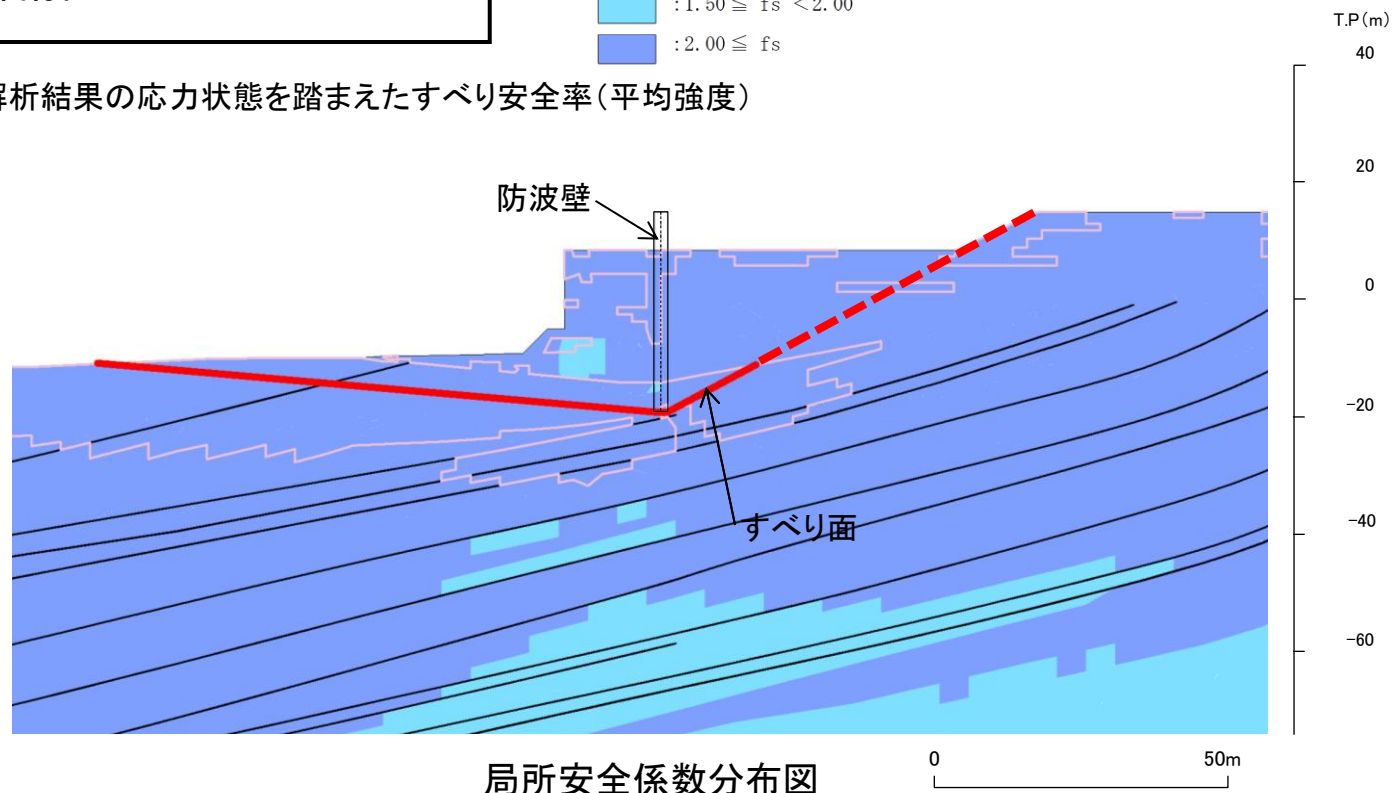 :1.50≦ fs <2.00
:2.00≦ fs
解析結果の応力状態を踏まえたすべり安全率(平均強度)
T.P(m)
40
20
0
-20
-40
-60
防波壁
すべり面
局所安全係数分布図
0
50m